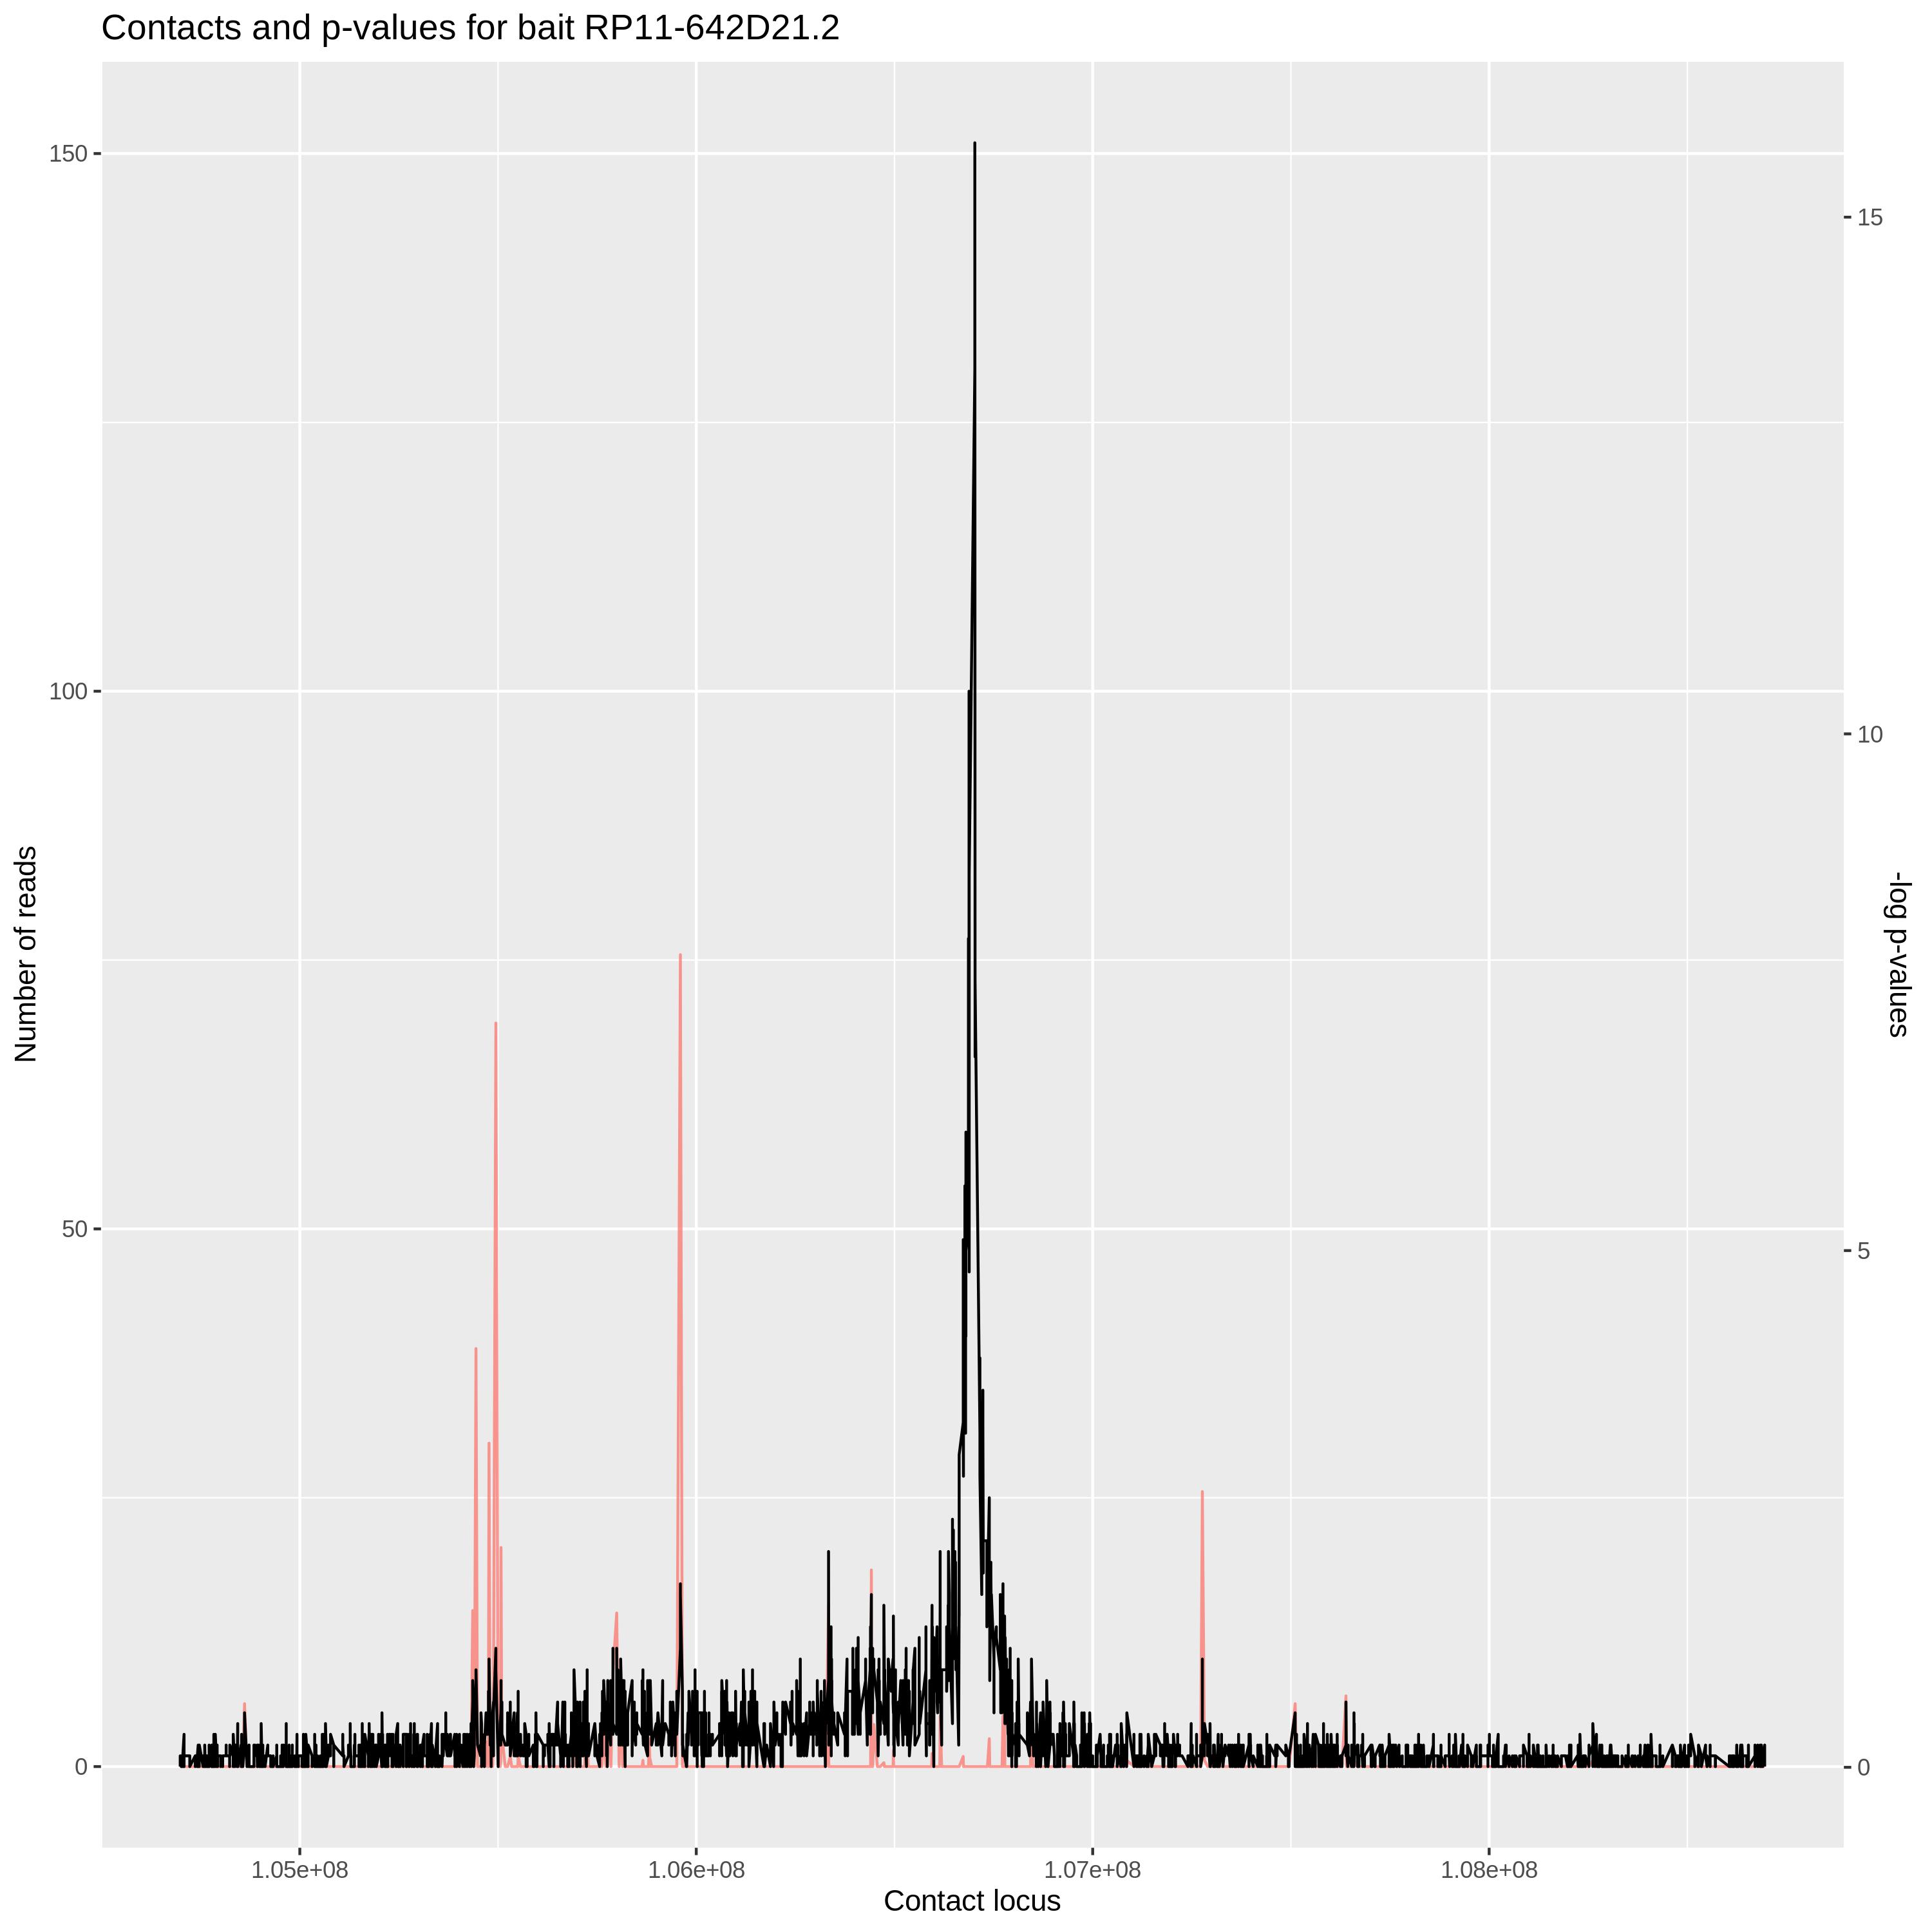 Contacts and p-values for bait RP11-642D21.2
150
100
50
0
Number of reads
15
10
5
0
-log p-values
1.05e+08
1.06e+08
1.07e+08
1.08e+08
Contact locus